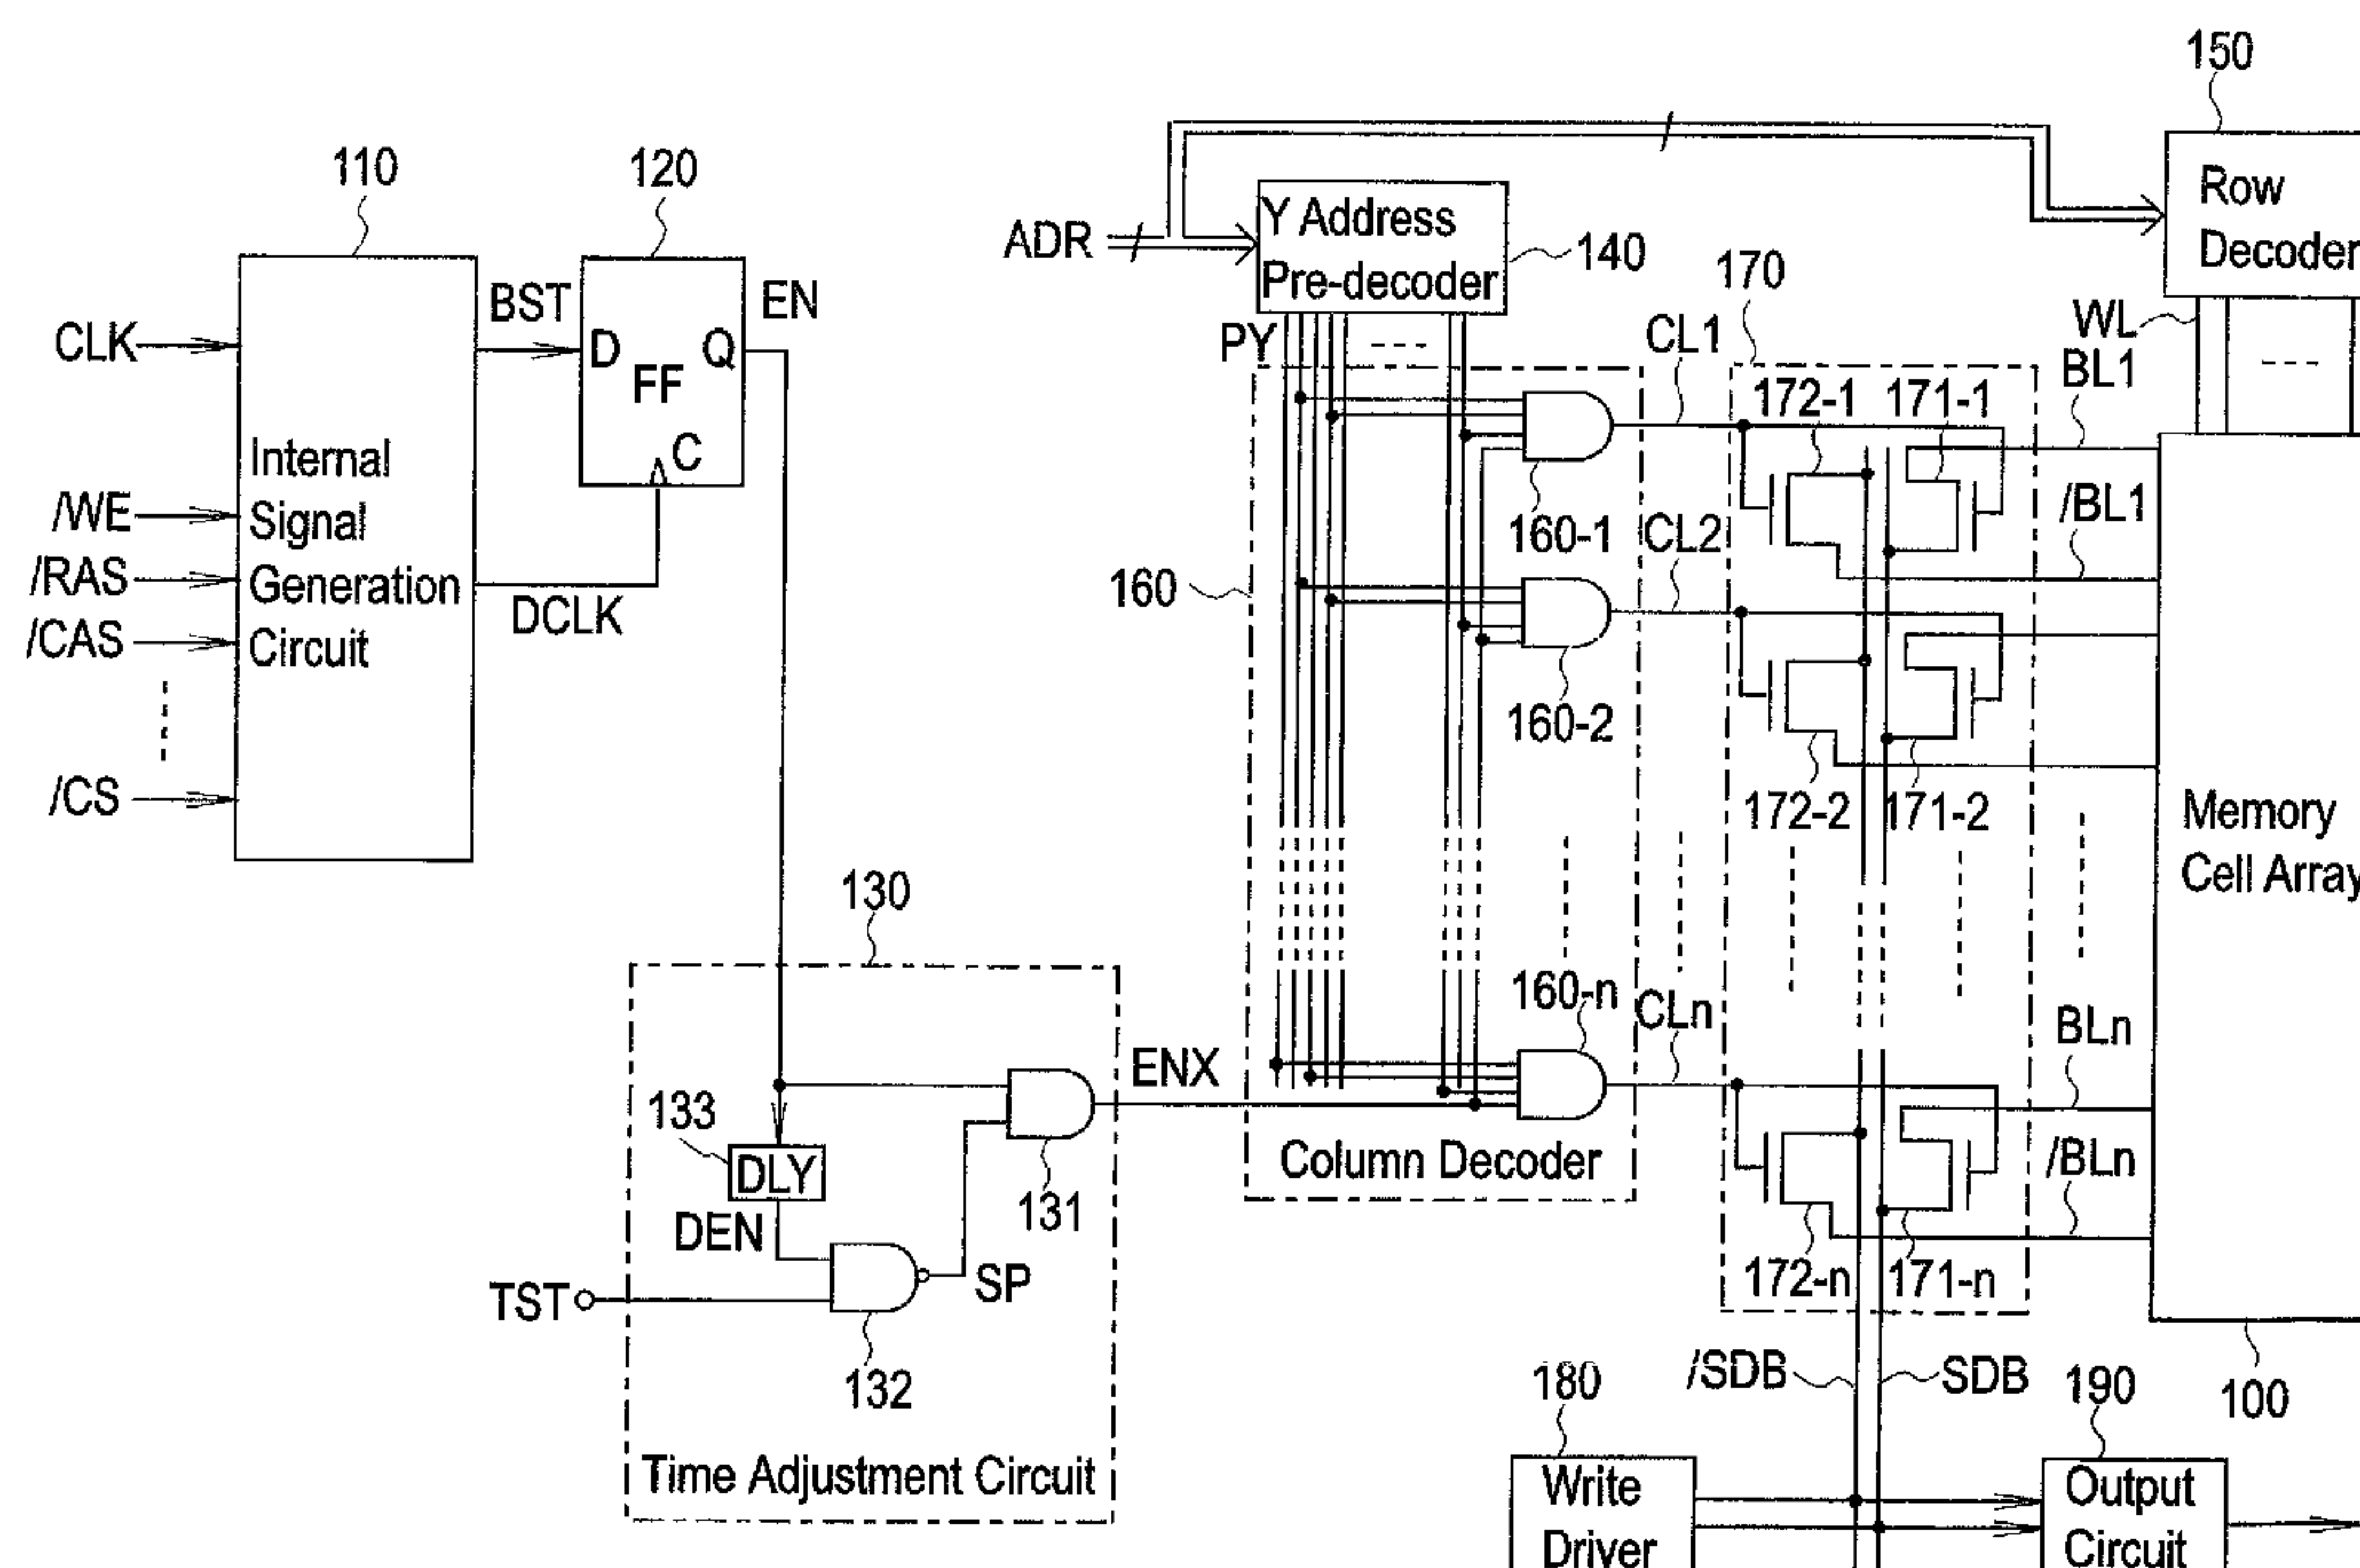 150
110
120
Row
Decoder
ADR
Y Address
Pre-decoder
140
170
BST
EN
CLK
D
Q
FF
C
PY
CL1
WL
BL1
172-1
171-1
Internal
Signal
Generation
Circuit
/WE
/RAS
/CAS
/CS
DCLK
160-1
CL2
/BL1
160
160-2
172-2
171-2
Memory
Cell Array
130
160-n
CLn
BLn
ENX
133
DLY
131
Column Decoder
/BLn
DEN
TST
SP
132
172-n
171-n
Time Adjustment Circuit
180
/SDB
SDB
190
100
Write
Driver
Output
Circuit